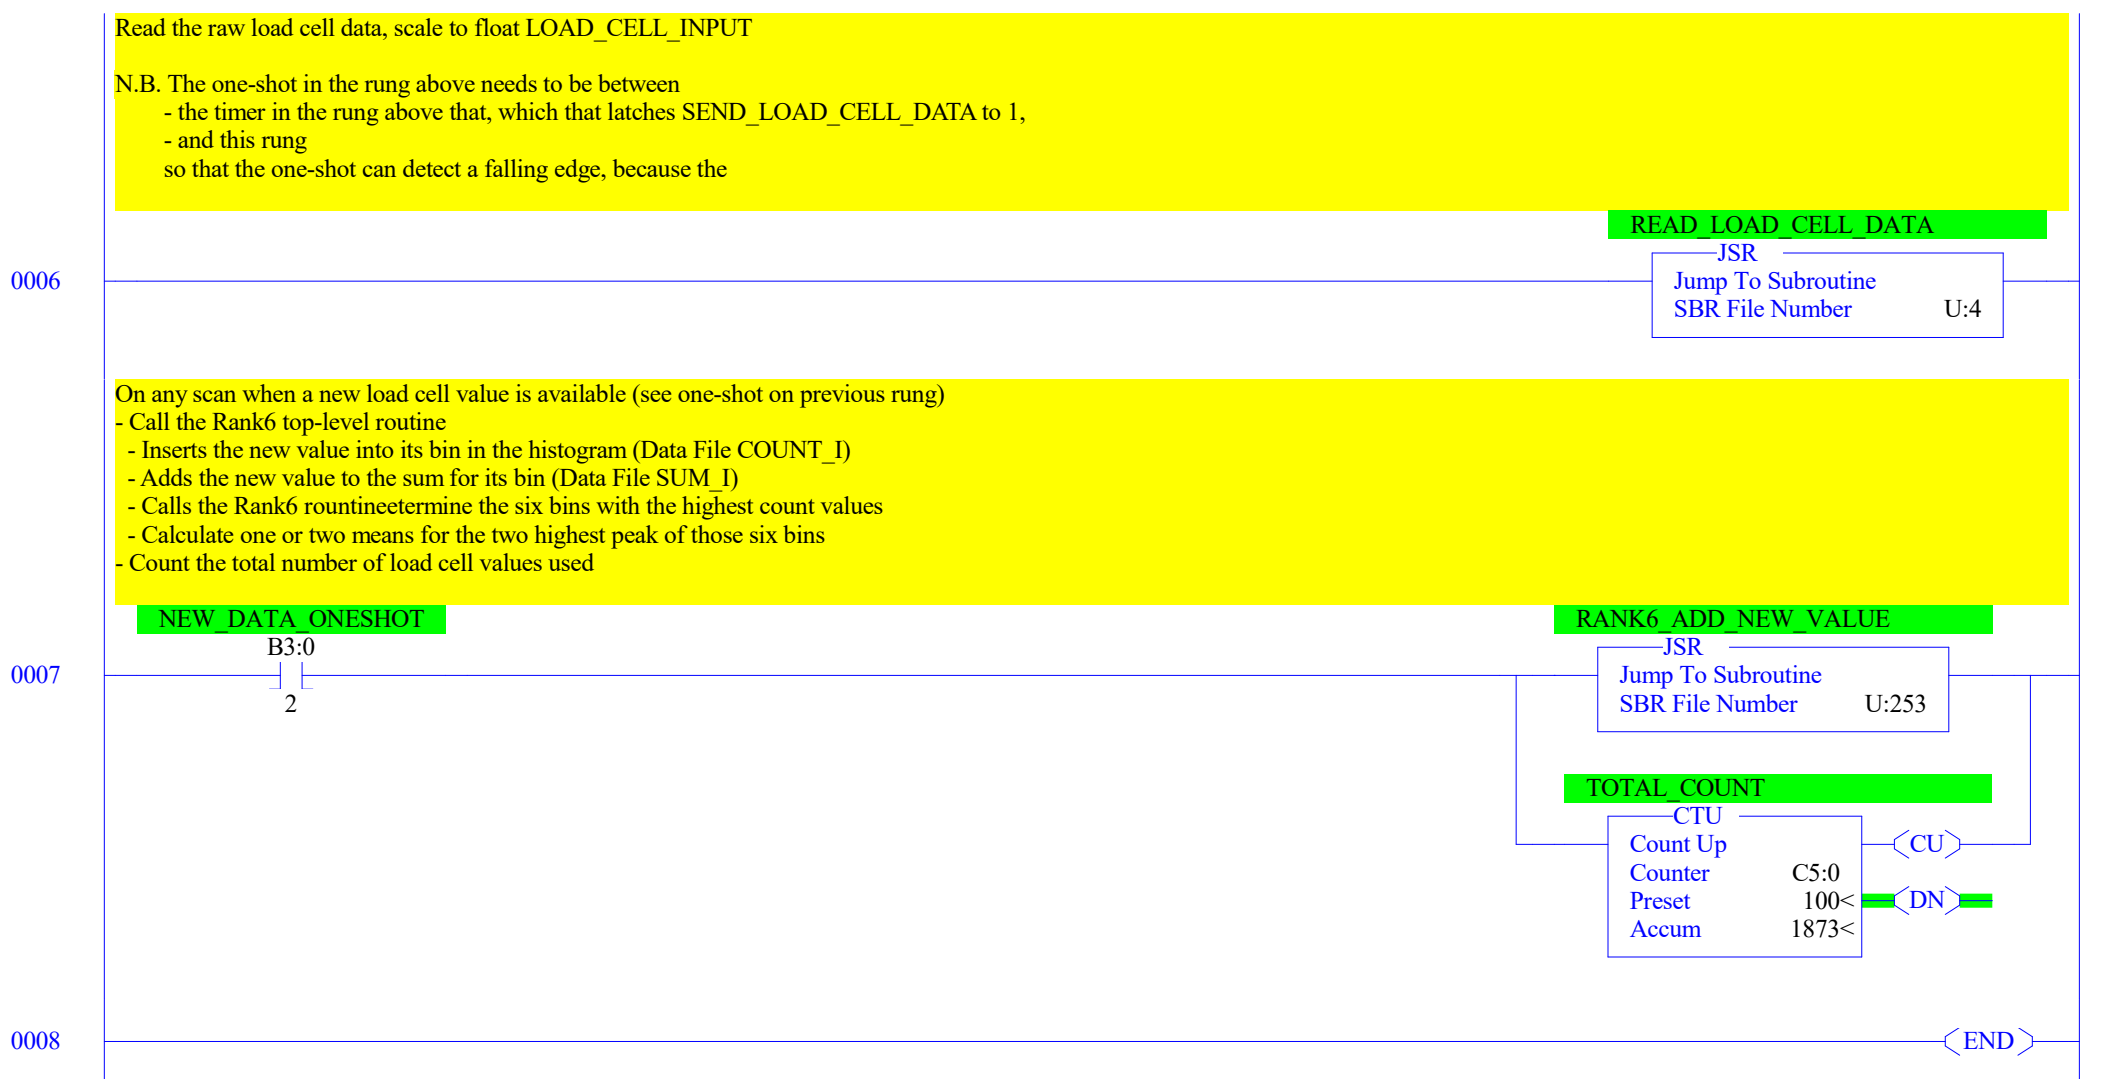 Read the raw load cell data, scale to float LOAD_CELL_INPUT
N.B. The one-shot in the rung above needs to be between
- the timer in the rung above that, which that latches SEND_LOAD_CELL_DATA to 1,
- and this rung
so that the one-shot can detect a falling edge, because the
READ_LOAD_CELL_DATA
JSR
0006
Jump To Subroutine
SBR File Number U:4
On any scan when a new load cell value is available (see one-shot on previous rung)
- Call the Rank6 top-level routine
- Inserts the new value into its bin in the histogram (Data File COUNT_I)
- Adds the new value to the sum for its bin (Data File SUM_I)
- Calls the Rank6 rountineetermine the six bins with the highest count values
- Calculate one or two means for the two highest peak of those six bins
- Count the total number of load cell values used
NEW_DATA_ONESHOT
B3:0
2
RANK6_ADD_NEW_VALUE
JSR
0007
Jump To Subroutine
SBR File Number U:253
TOTAL_COUNT
CTU
Count Up
CU
Counter C5:0
Preset 100<
DN
Accum 1873<
0008
END